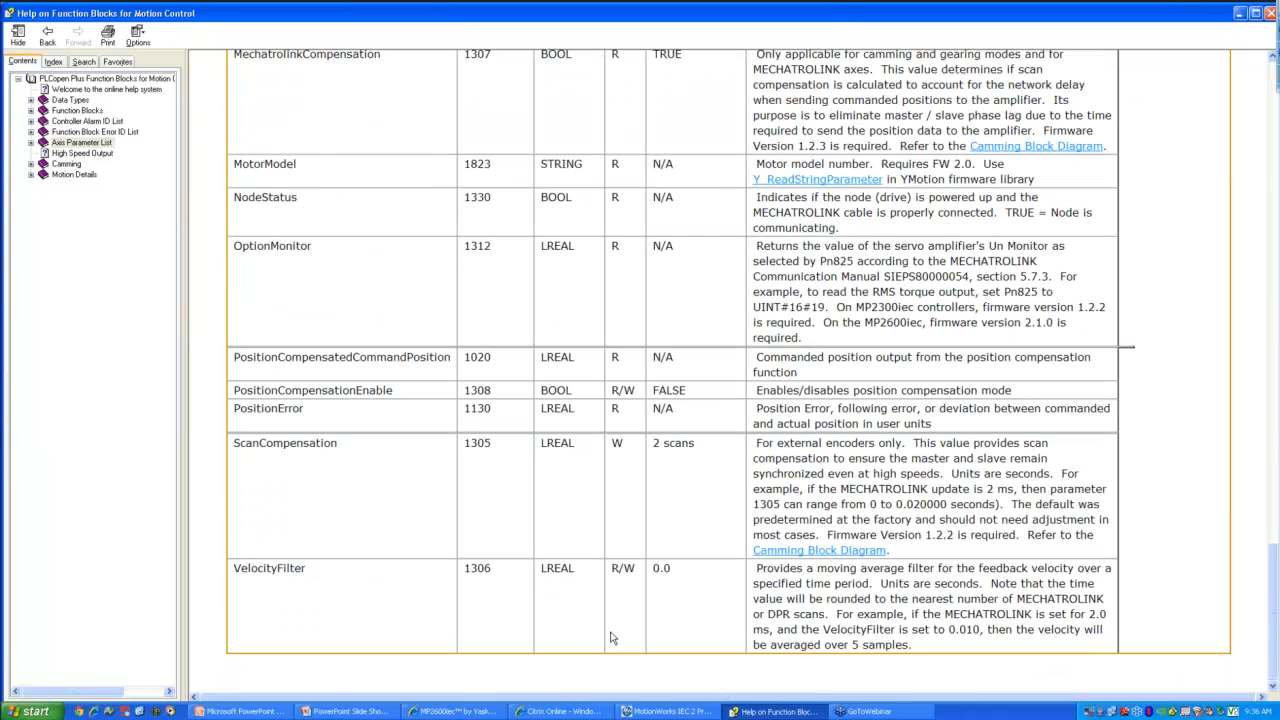 Help on Function Blocks for Motion Control
Hide Back Forward Print Options
Contents Index Search Favorites
PLCopen Plus Function Blocks for Motion C
Welcome to the online help system
Data Types
Function Blocks
Controller Alarm ID List
Function Block Error ID List
Axis Parameter List
High Speed Output
Camming
Motion Details
MechatrolinkCompensation 1307 BOOL R TRUE Only applicable for camming and gearing modes and for
MECHATROLINK axes. This value determines if scan
compensation is calculated to account for the network delay
when sending commanded positions to the amplifier. Its
purpose is to eliminate master / slave phase lag due to the time
required to send the position data to the amplifier. Firmware
Version 1.2.3 is required. Refer to the Camming Block Diagram.
MotorModel 1823 STRING R N/A Motor model number. Requires FW 2.0. Use
Y_ReadStringParameter in YMotion firmware library
NodeStatus 1330 BOOL R N/A Indicates if the node (drive) is powered up and the
MECHATROLINK cable is properly connected. TRUE = Node is
communicating.
OptionMonitor 1312 LREAL R N/A Returns the value of the servo amplifier's Un Monitor as
selected by Pn825 according to the MECHATROLINK
Communication Manual SIEPS80000054, section 5.7.3. For
example, to read the RMS torque output, set Pn825 to
UINT#16#19. On MP2300iec controllers, firmware version 1.2.2
is required. On the MP2600iec, firmware version 2.1.0 is
required.
PositionCompensatedCommandPosition 1020 LREAL R N/A Commanded position output from the position compensation
function
PositionCompensationEnable 1308 BOOL R/W FALSE Enables/disables position compensation mode
PositionError 1130 LREAL R N/A Position Error, following error, or deviation between commanded
and actual position in user units
ScanCompensation 1305 LREAL W 2 scans For external encoders only. This value provides scan
compensation to ensure the master and slave remain
synchronized even at high speeds. Units are seconds. For
example, if the MECHATROLINK update is 2 ms, then parameter
1305 can range from 0 to 0.020000 seconds). The default was
predetermined at the factory and should not need adjustment in
most cases. Firmware Version 1.2.2 is required. Refer to the
Camming Block Diagram.
VelocityFilter 1306 LREAL R/W 0.0 Provides a moving average filter for the feedback velocity over a
specified time period. Units are seconds. Note that the time
value will be rounded to the nearest number of MECHATROLINK
or DPR scans. For example, if the MECHATROLINK is set for 2.0
ms, and the VelocityFilter is set to 0.010, then the velocity will
be averaged over 5 samples.
start Microsoft PowerPoint ... PowerPoint Slide Sho... MP2600iec™ by Yask... Citrix Online - Windo... MotionWorks IEC 2 Pr... Help on Function Bloc... GoToWebinar 9:36 AM